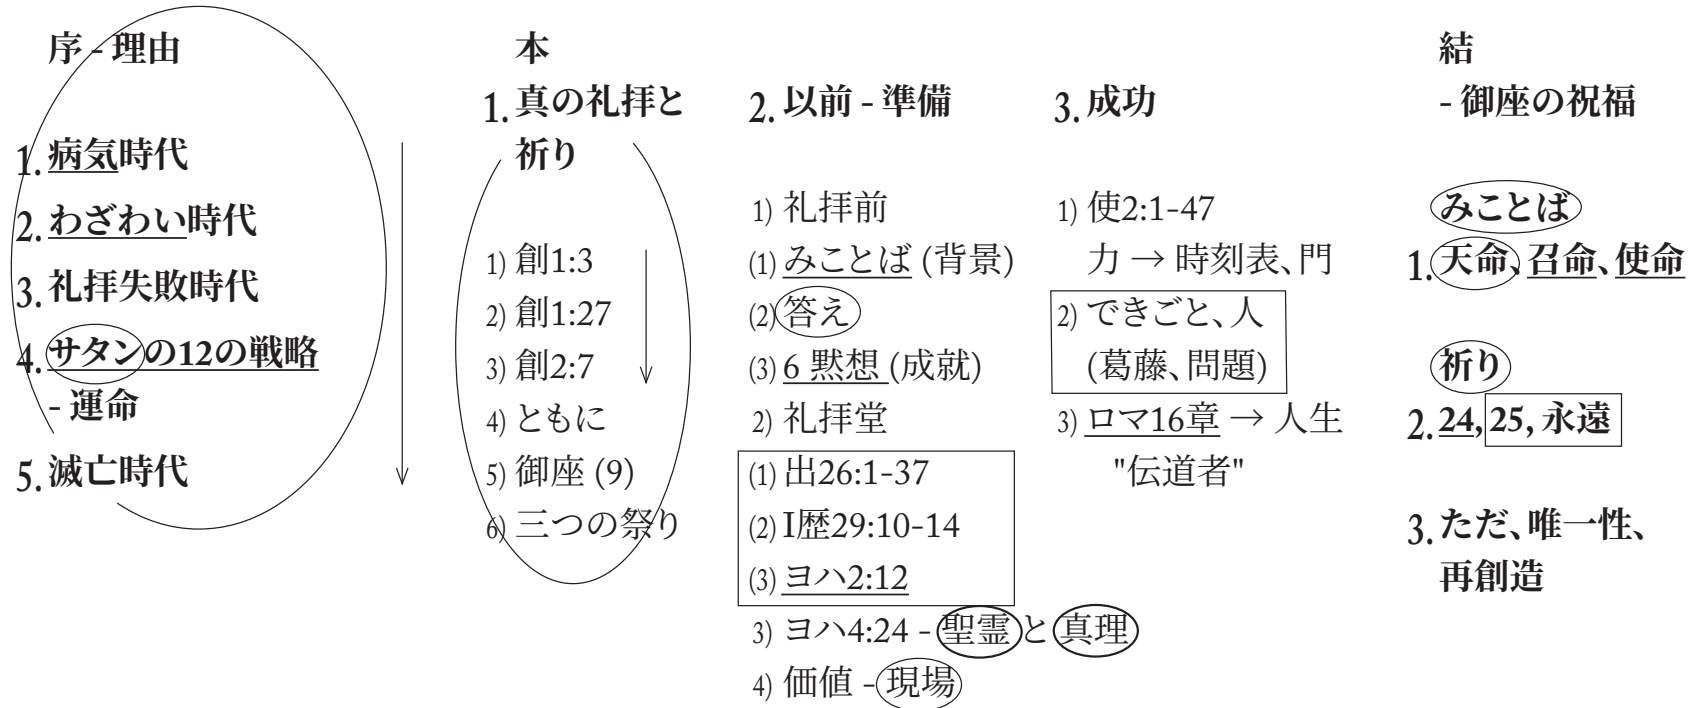 序 - 理由
1. 病気時代
2. わざわい時代
3. 礼拝失敗時代
4. サタンの12の戦略
- 運命
5. 滅亡時代
本
1. 真の礼拝と
祈り
1) 創1:3
2) 創1:27
3) 創2:7
4) ともに
5) 御座 (9)
6) 三つの祭り
2. 以前 - 準備
1) 礼拝前
(1) みことば (背景)
(2) 答え
(3) 6 黙想 (成就)
2) 礼拝堂
(1) 出26:1-37
(2) I歴29:10-14
(3) ヨハ2:12
3) ヨハ4:24 - 聖霊と真理
4) 価値 - 現場
3. 成功
1) 使2:1-47
力 → 時刻表、門
2) できごと、人
(葛藤、問題)
3) ロマ16章 → 人生
"伝道者"
結
- 御座の祝福
みことば
1. 天命、召命、使命
祈り
2. 24, 25, 永遠
3. ただ、唯一性、
再創造